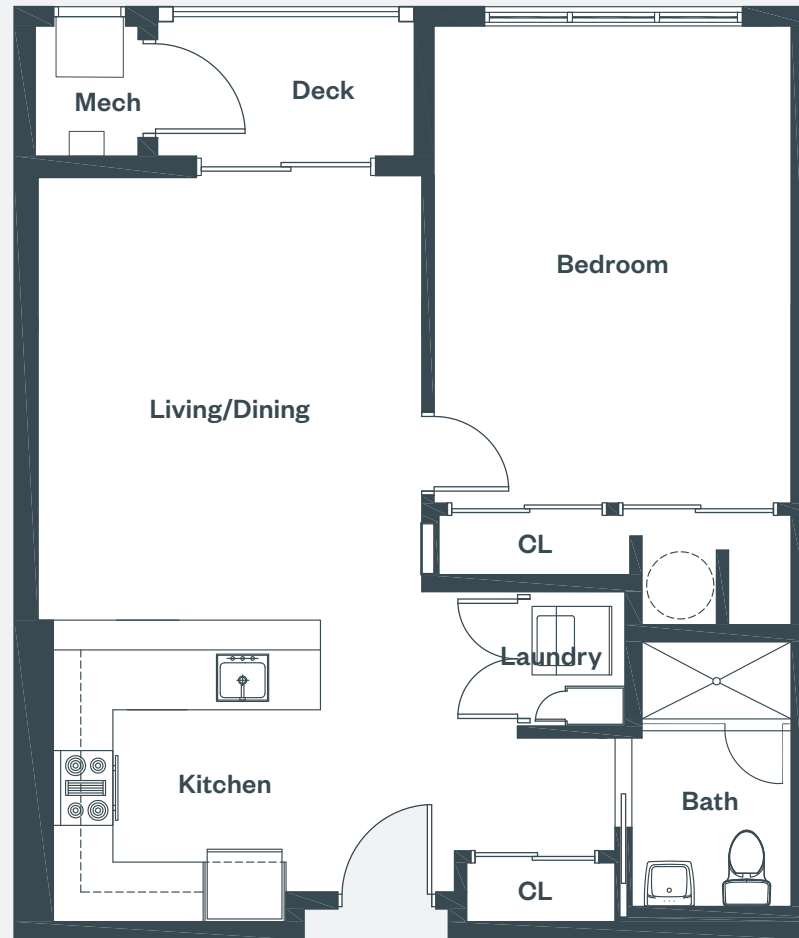 Mech
Deck
Bedroom
Living/Dining
CL
Laundry
Kitchen
Bath
CL